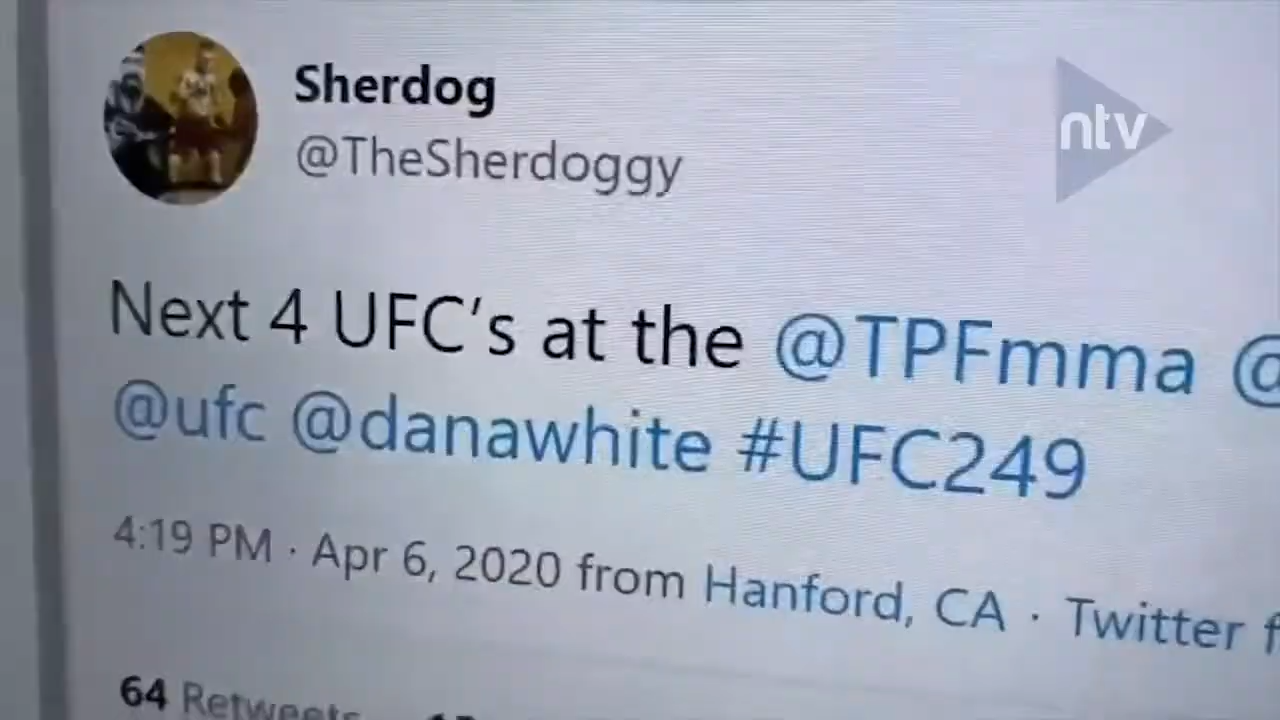 Sherdog
@TheSherdoggy
ntv
Next 4 UFC's at the @TPFmma @
@ufc @danawhite #UFC249
4:19 PM · Apr 6, 2020 from Hanford, CA · Twitter f
64 Retweets